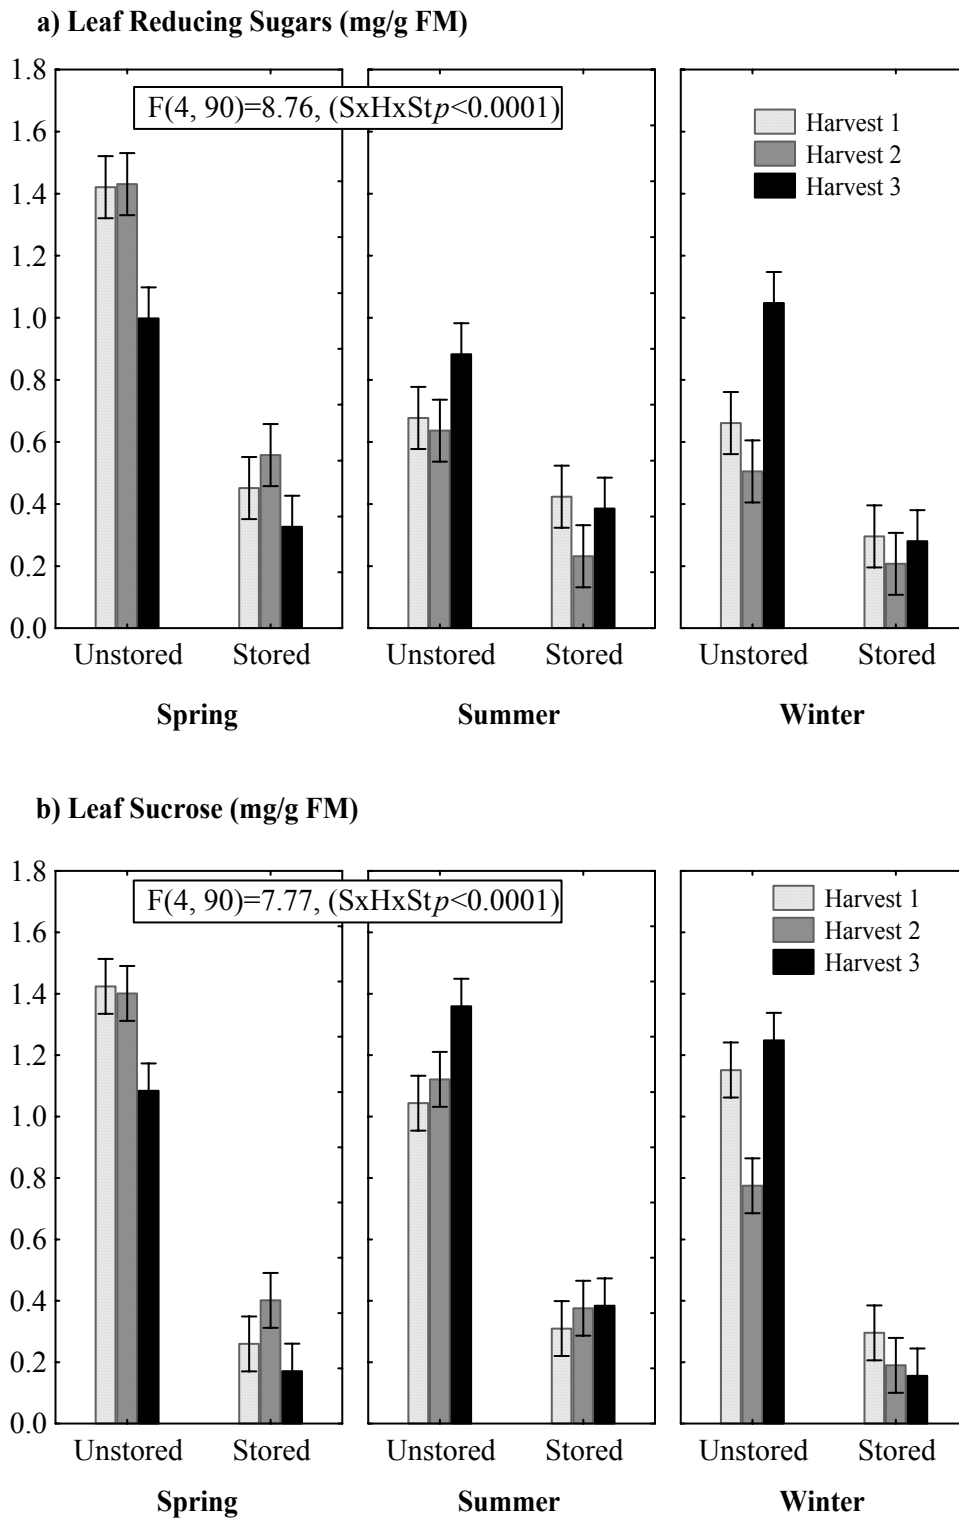 a) Leaf Reducing Sugars (mg/g FM)
1.8
F(4, 90)=8.76, (SxHxStp<0.0001)
Harvest 1
Harvest 2
Harvest 3
1.6
1.4
1.2
1.0
0.8
0.6
0.4
0.2
0.0
Unstored Stored Unstored Stored Unstored Stored
Spring Summer Winter
b) Leaf Sucrose (mg/g FM)
1.8
F(4, 90)=7.77, (SxHxStp<0.0001)
Harvest 1
Harvest 2
Harvest 3
1.6
1.4
1.2
1.0
0.8
0.6
0.4
0.2
0.0
Unstored Stored Unstored Stored Unstored Stored
Spring Summer Winter